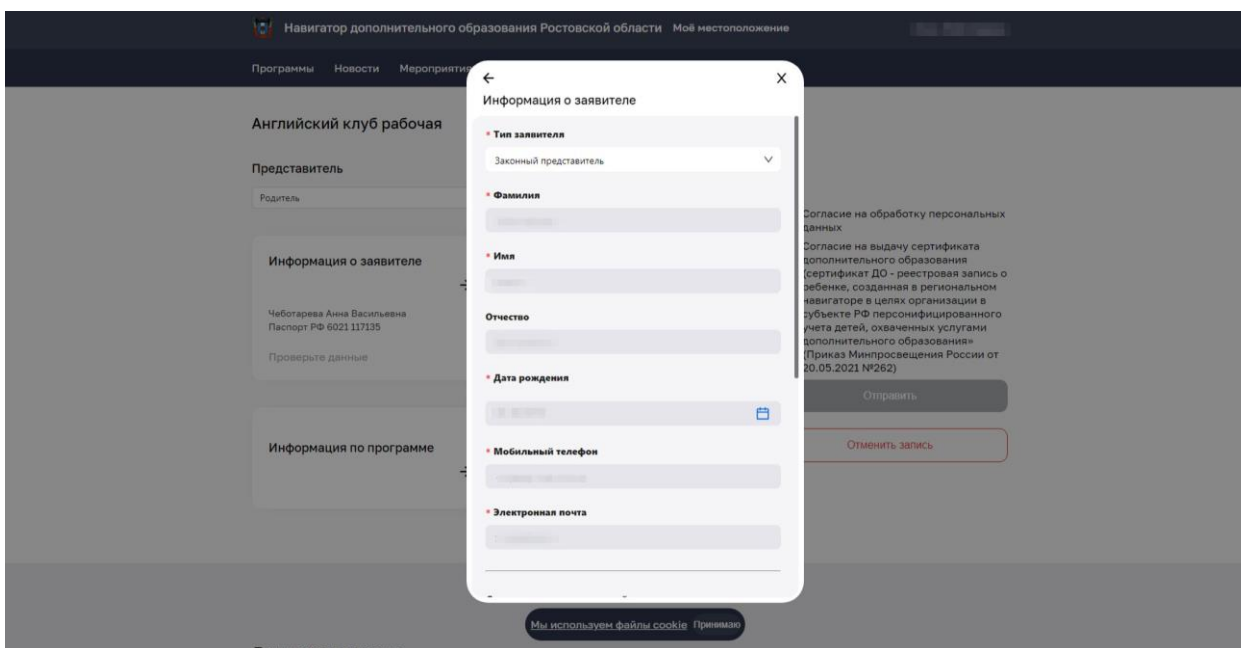 Навигатор дополнительного образования Ростовской области Моё местоположение
Программы Новости Мероприятия
Английский клуб рабочая
Представитель
Родитель
Информация о заявителе
Чеботарева Анна Васильевна
Паспорт РФ 6021 117135
Проверьте данные
Информация по программе
Информация о заявителе
* Тип заявителя
Законный представитель
* Фамилия
* Имя
Отчество
* Дата рождения
* Мобильный телефон
* Электронная почта
Согласие на обработку персональных
данных
Согласие на выдачу сертификата
дополнительного образования
(сертификат ДО - реестровая запись о
ребенке, созданная в региональном
навигаторе в целях организации в
субъекте РФ персонифицированного
учета детей, охваченных услугами
дополнительного образования»
(Приказ Минпросвещения России от
20.05.2021 №262)
Отправить
Отменить запись
Мы используем файлы cookie Принимаю